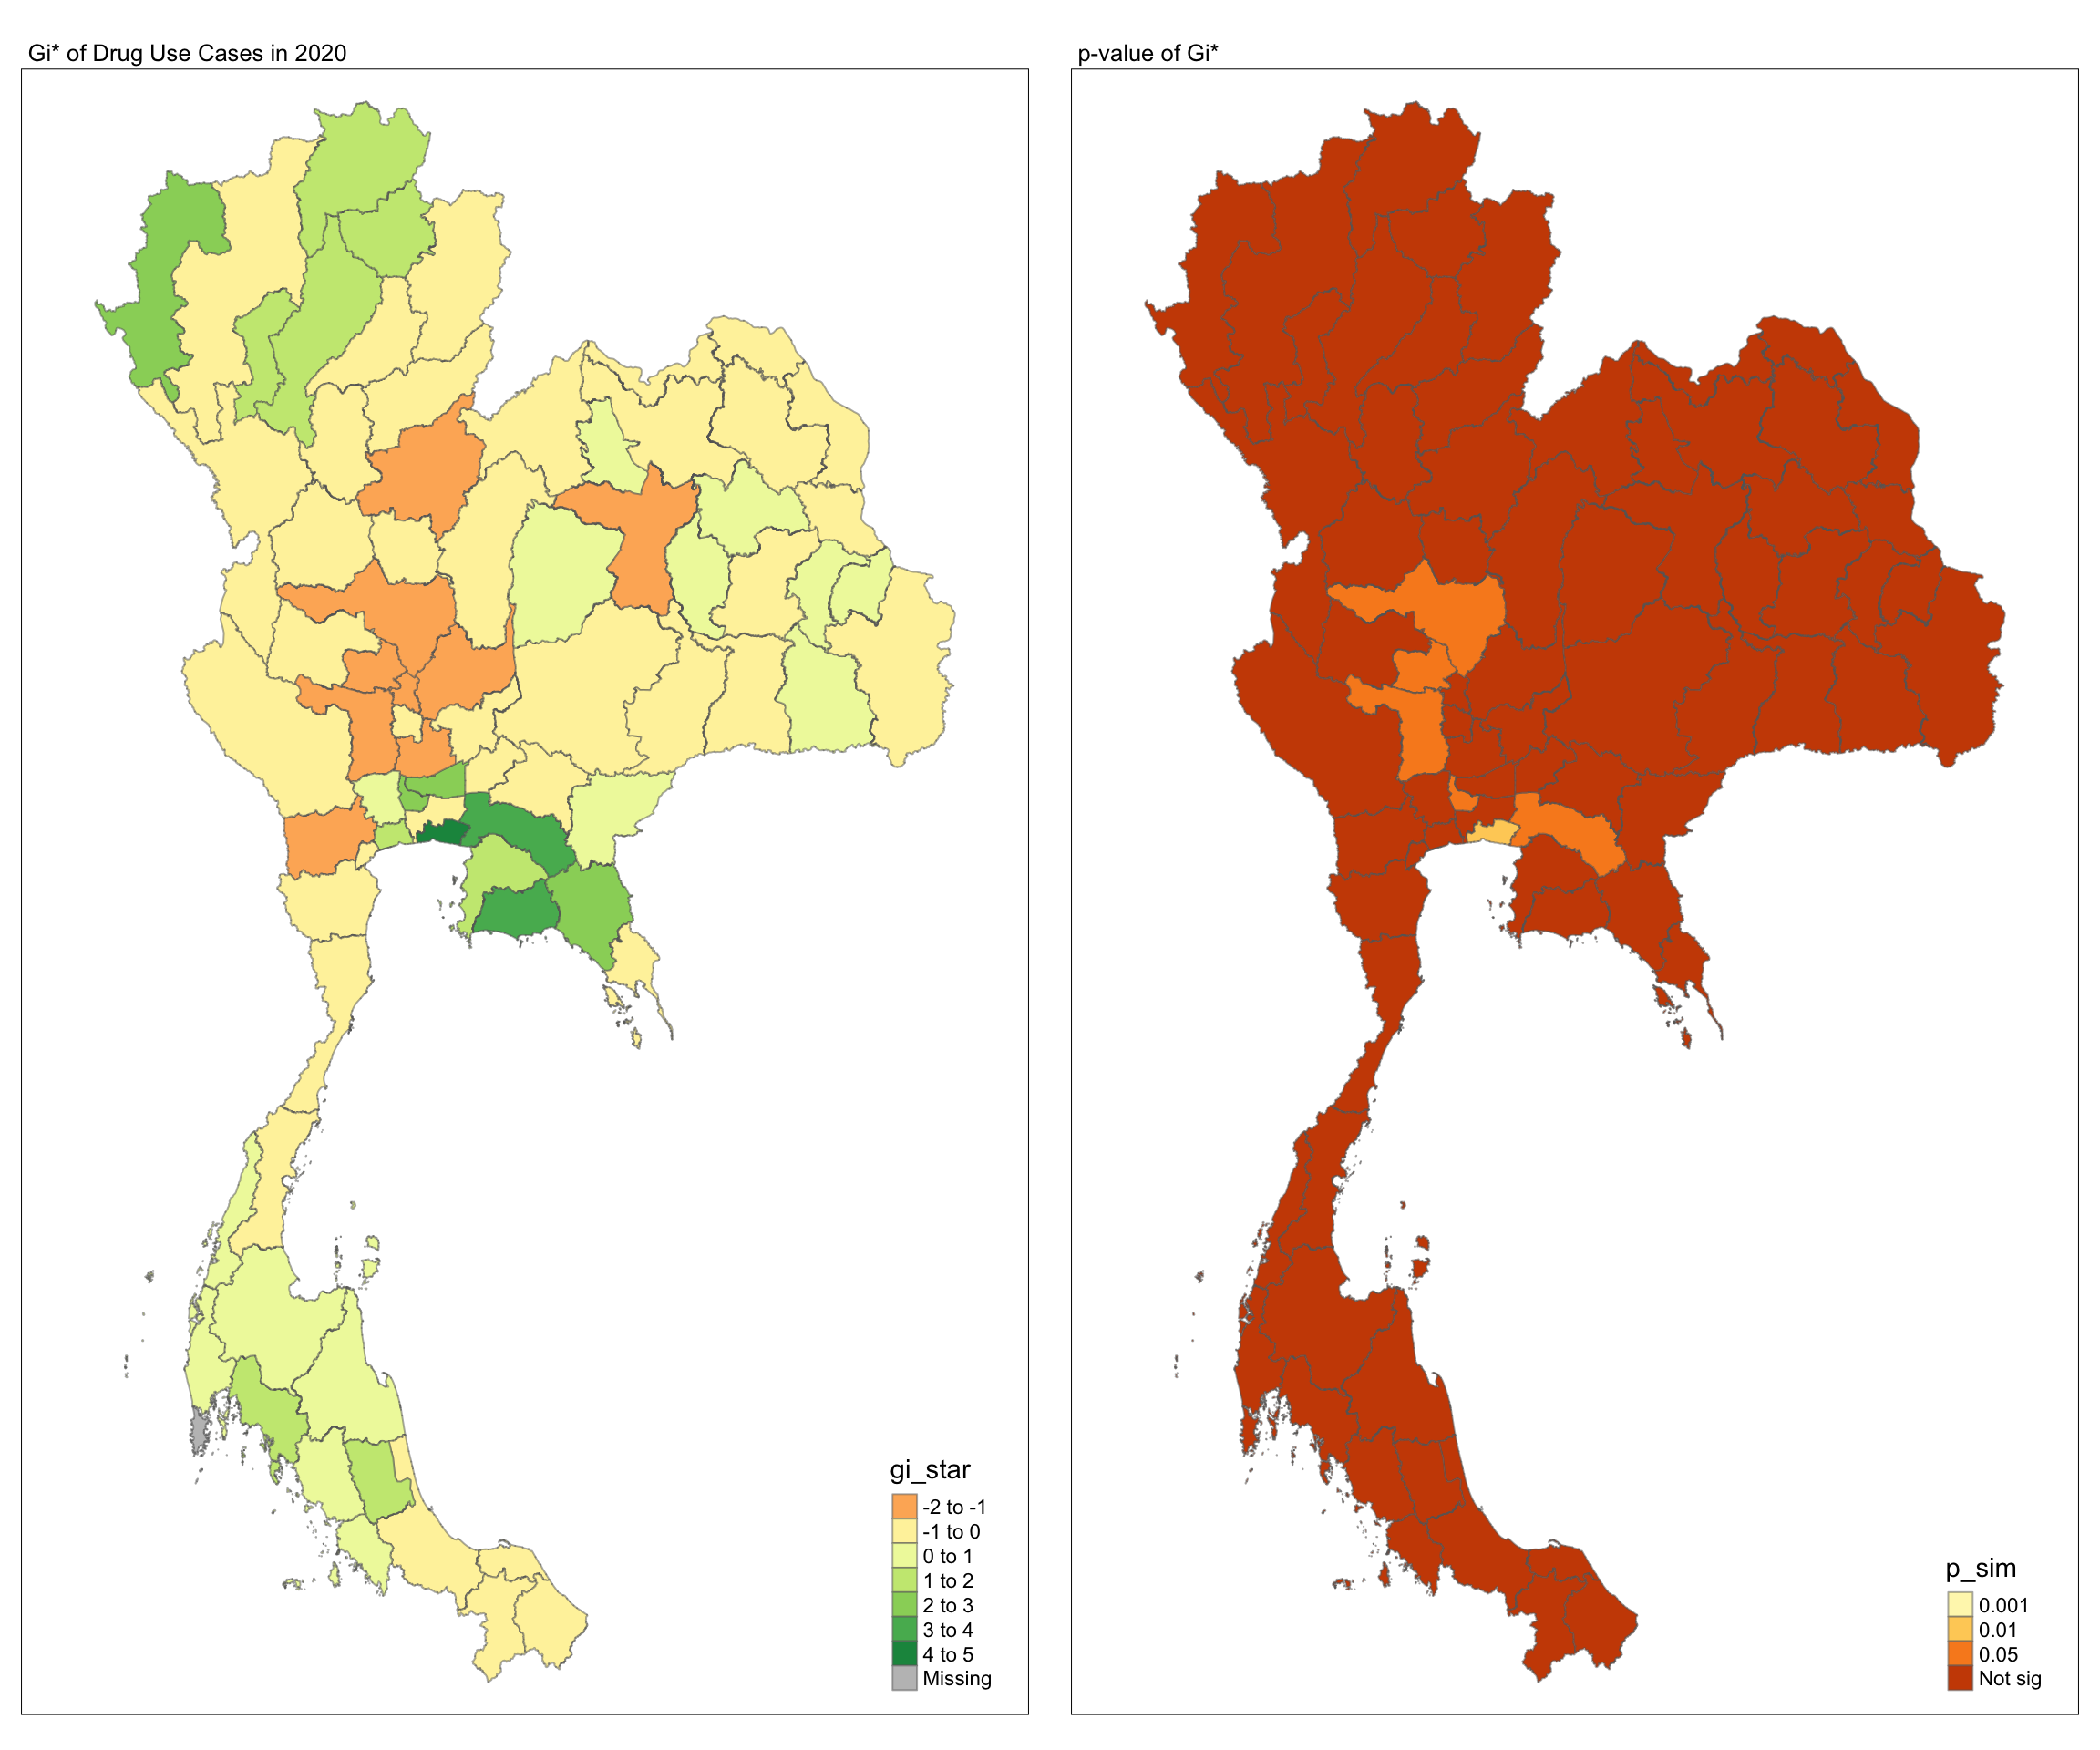 Gi* of Drug Use Cases in 2020
gi_star
-2 to -1
-1 to 0
0 to 1
1 to 2
2 to 3
3 to 4
4 to 5
Missing
p-value of Gi*
p_sim
0.001
0.01
0.05
Not sig